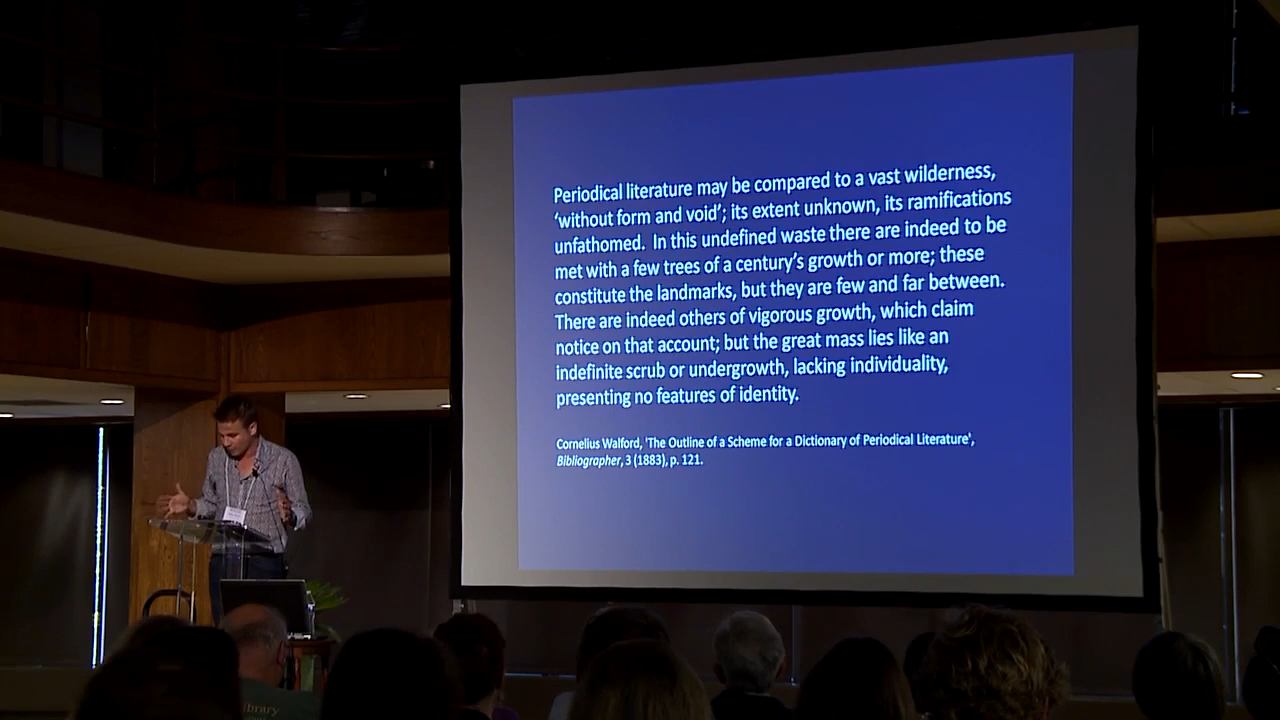 Periodical literature may be compared to a vast wilderness,
‘without form and void’; its extent unknown, its ramifications
unfathomed. In this undefined waste there are indeed to be
met with a few trees of a century’s growth or more; these
constitute the landmarks, but they are few and far between.
There are indeed others of vigorous growth, which claim
notice on that account; but the great mass lies like an
indefinite scrub or undergrowth, lacking individuality,
presenting no features of identity.
Cornelius Walford, 'The Outline of a Scheme for a Dictionary of Periodical Literature',
Bibliographer, 3 (1883), p. 121.